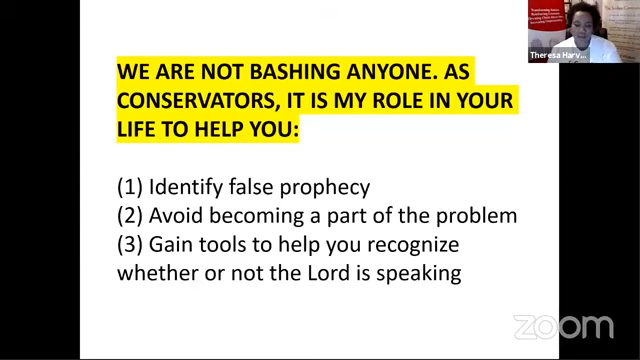 WE ARE NOT BASHING ANYONE. AS
CONSERVATORS, IT IS MY ROLE IN YOUR
LIFE TO HELP YOU:
(1) Identify false prophecy
(2) Avoid becoming a part of the problem
(3) Gain tools to help you recognize
whether or not the Lord is speaking
Theresa Harv...
zoom